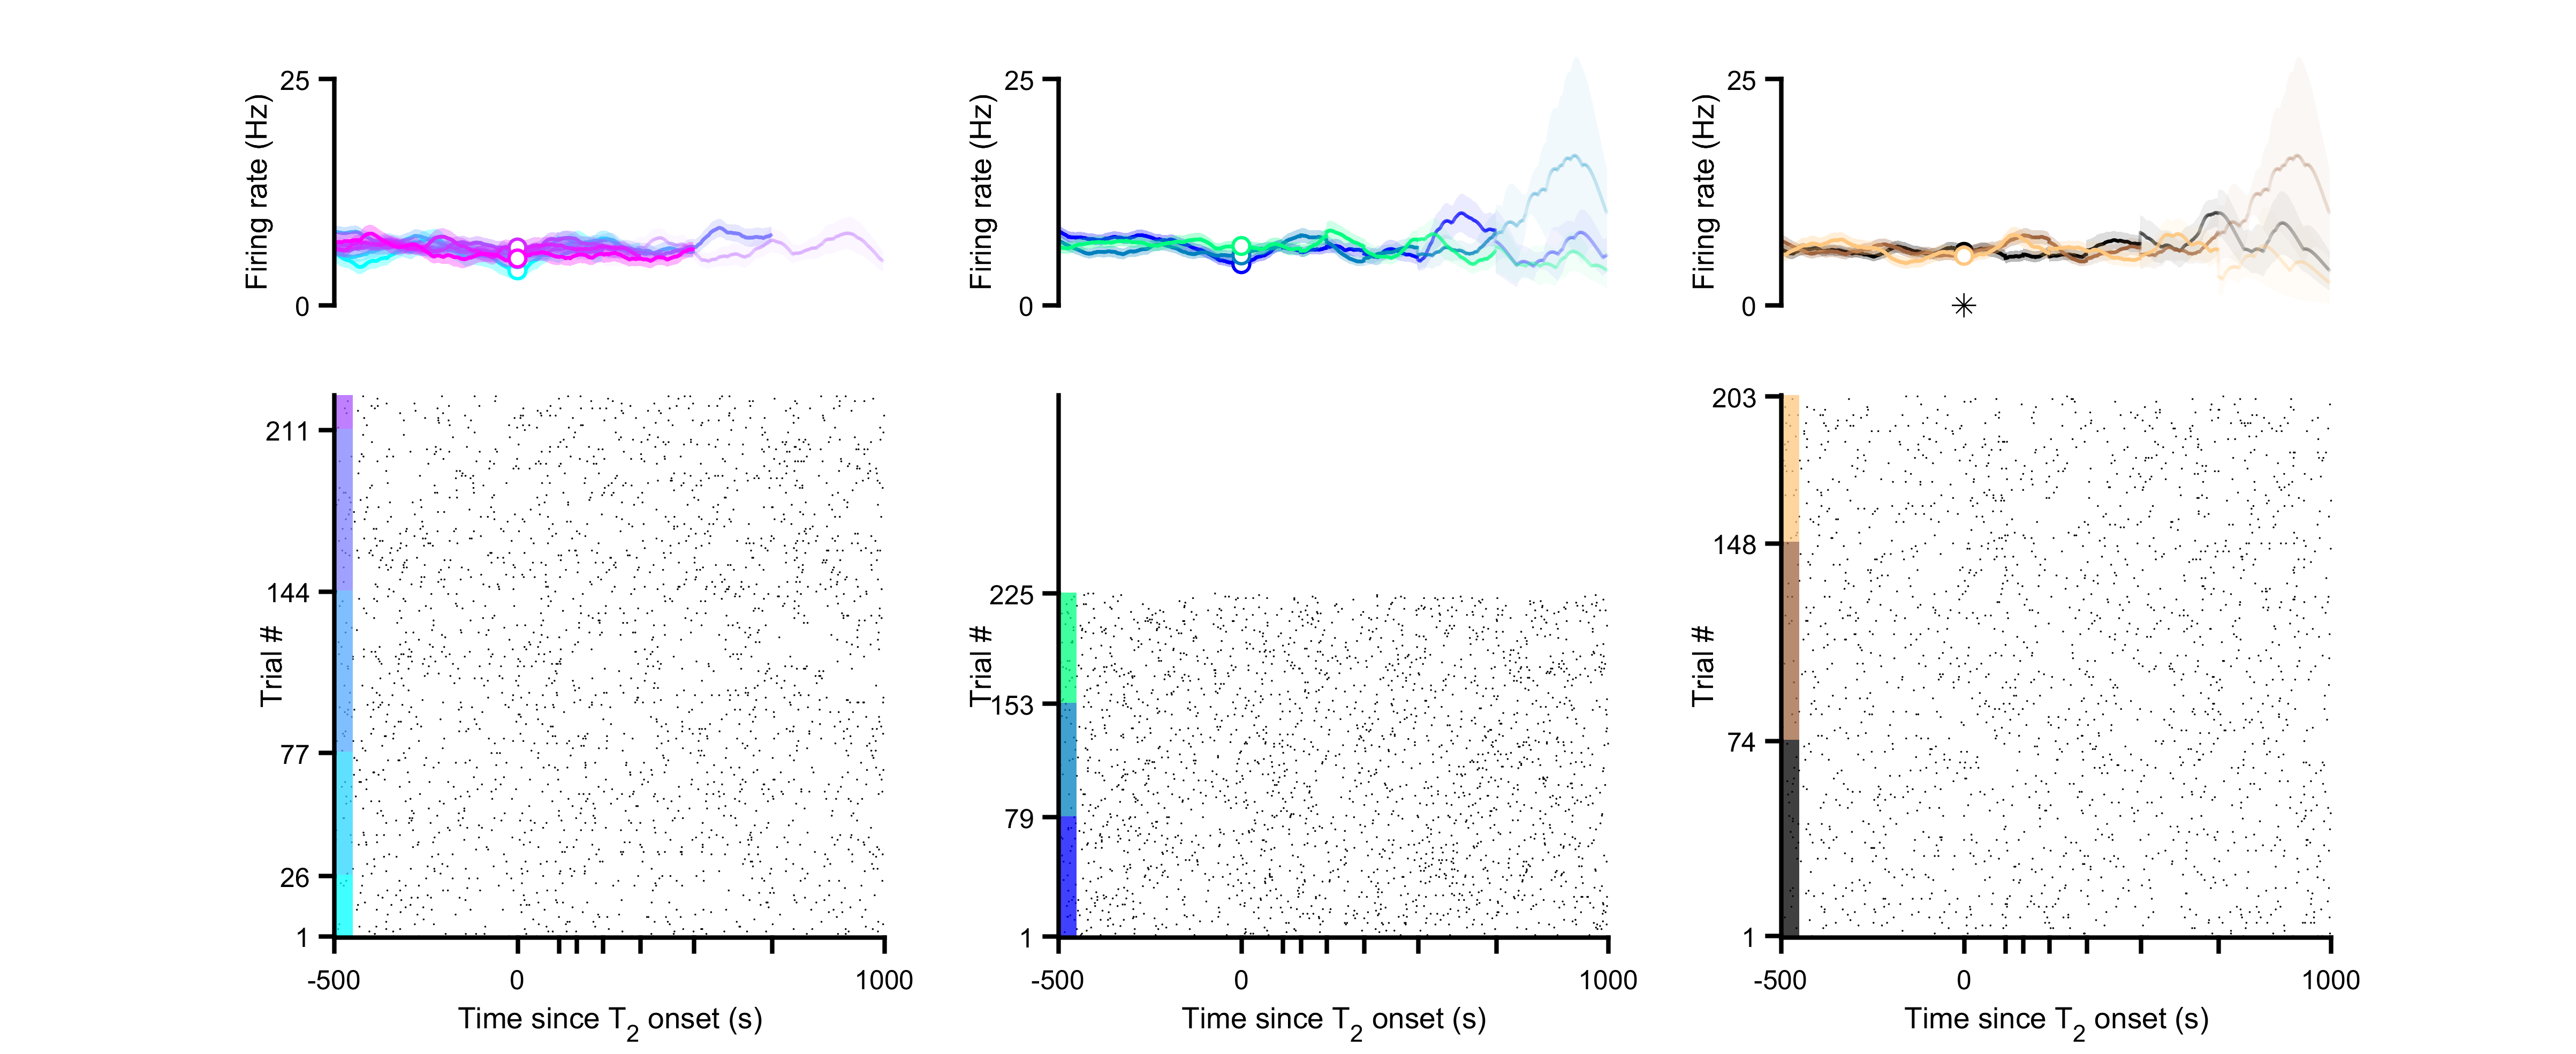 25
Firing rate (Hz)
0
25
Firing rate (Hz)
0
25
Firing rate (Hz)
0
211
144
77
26
1
Trial #
-500 0 1000
Time since T2 onset (s)
225
153
79
1
Trial #
-500 0 1000
Time since T2 onset (s)
203
148
74
1
Trial #
-500 0 1000
Time since T2 onset (s)